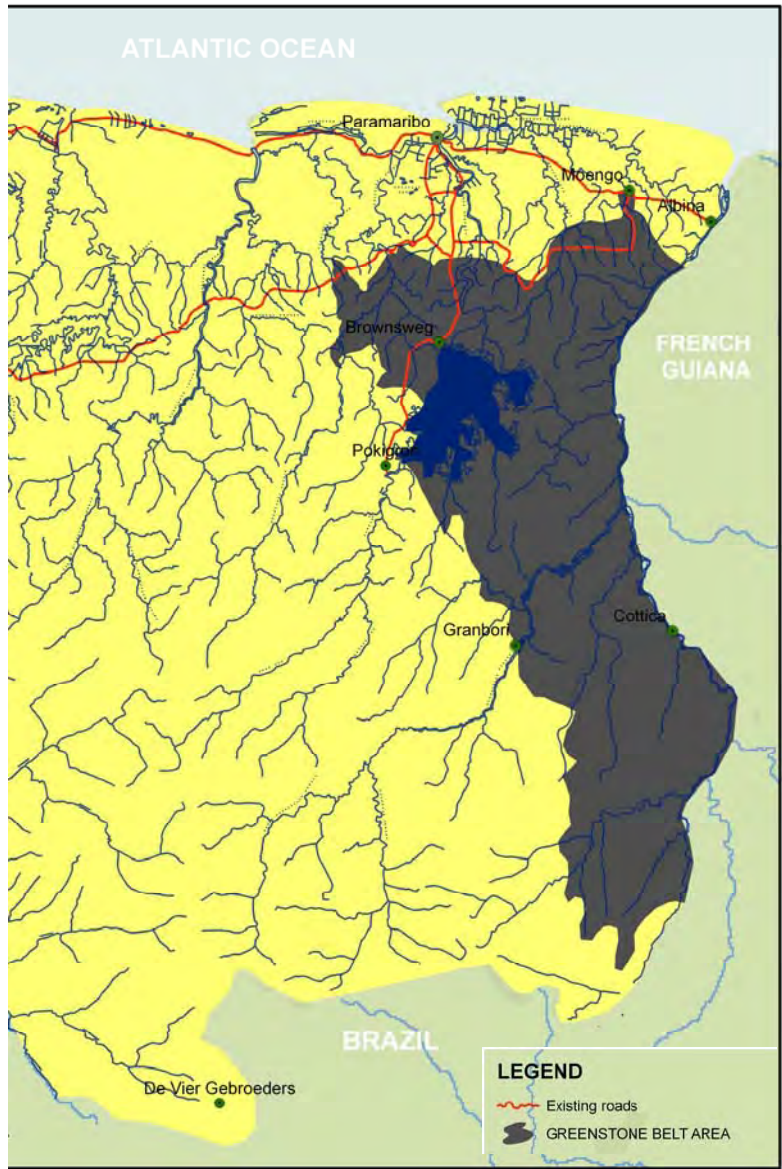 ATLANTIC OCEAN
Paramaribo
Moengo
Albina
Brownsweg
FRENCH
GUIANA
Pokigron
Cottica
Granbori
BRAZIL
De Vier Gebroeders
LEGEND
Existing roads
GREENSTONE BELT AREA